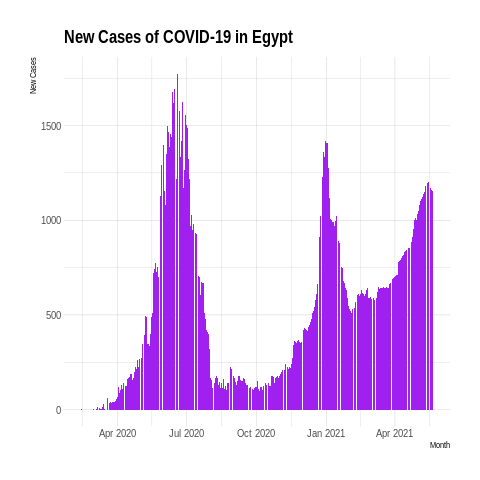 New Cases of COVID-19 in Egypt
New Cases
1500
1000
500
0
Apr 2020 Jul 2020 Oct 2020 Jan 2021 Apr 2021
Month